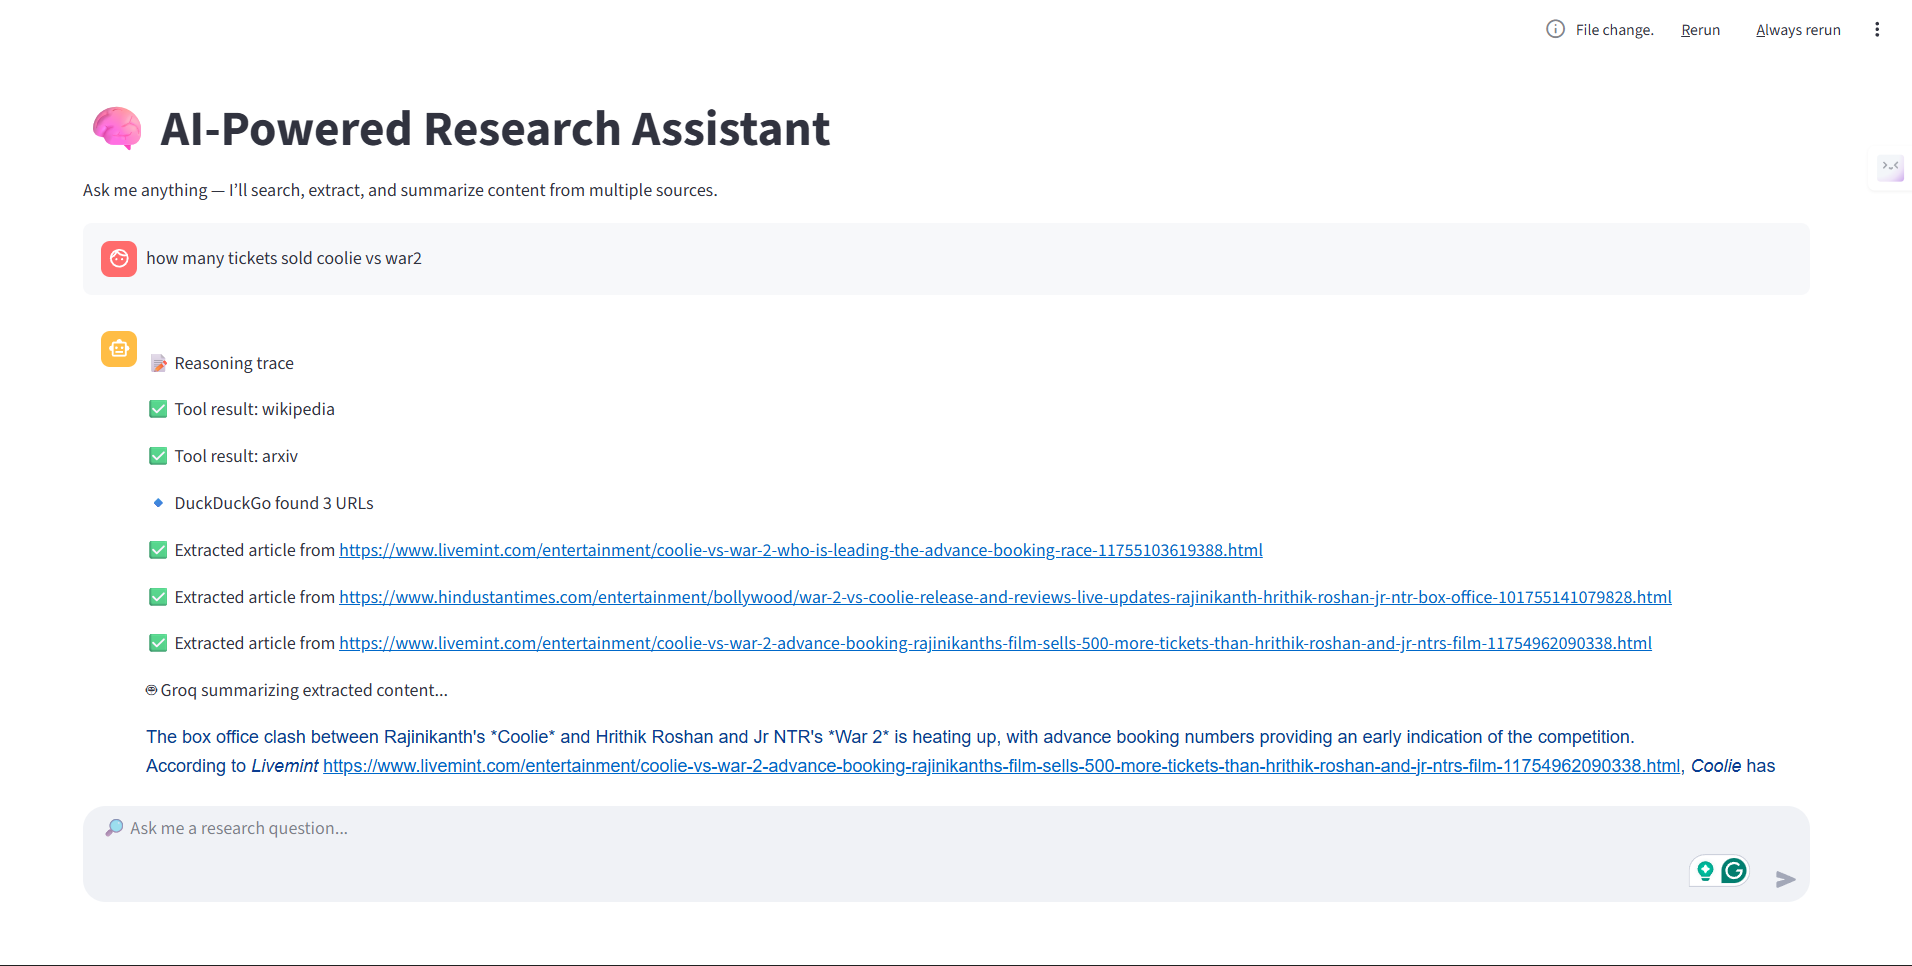 File change. Rerun Always rerun
AI-Powered Research Assistant
Ask me anything — I’ll search, extract, and summarize content from multiple sources.
how many tickets sold coolie vs war2
Reasoning trace
Tool result: wikipedia
Tool result: arxiv
DuckDuckGo found 3 URLs
Extracted article from https://www.livemint.com/entertainment/coolie-vs-war-2-who-is-leading-the-advance-booking-race-11755103619388.html
Extracted article from https://www.hindustantimes.com/entertainment/bollywood/war-2-vs-coolie-release-and-reviews-live-updates-rajinikanth-hrithik-roshan-jr-ntr-box-office-101755141079828.html
Extracted article from https://www.livemint.com/entertainment/coolie-vs-war-2-advance-booking-rajinikanths-film-sells-500-more-tickets-than-hrithik-roshan-and-jr-ntrs-film-11754962090338.html
Groq summarizing extracted content...
The box office clash between Rajinikanth's *Coolie* and Hrithik Roshan and Jr NTR's *War 2* is heating up, with advance booking numbers providing an early indication of the competition.
According to Livemint https://www.livemint.com/entertainment/coolie-vs-war-2-advance-booking-rajinikanths-film-sells-500-more-tickets-than-hrithik-roshan-and-jr-ntrs-film-11754962090338.html, Coolie has
Ask me a research question...